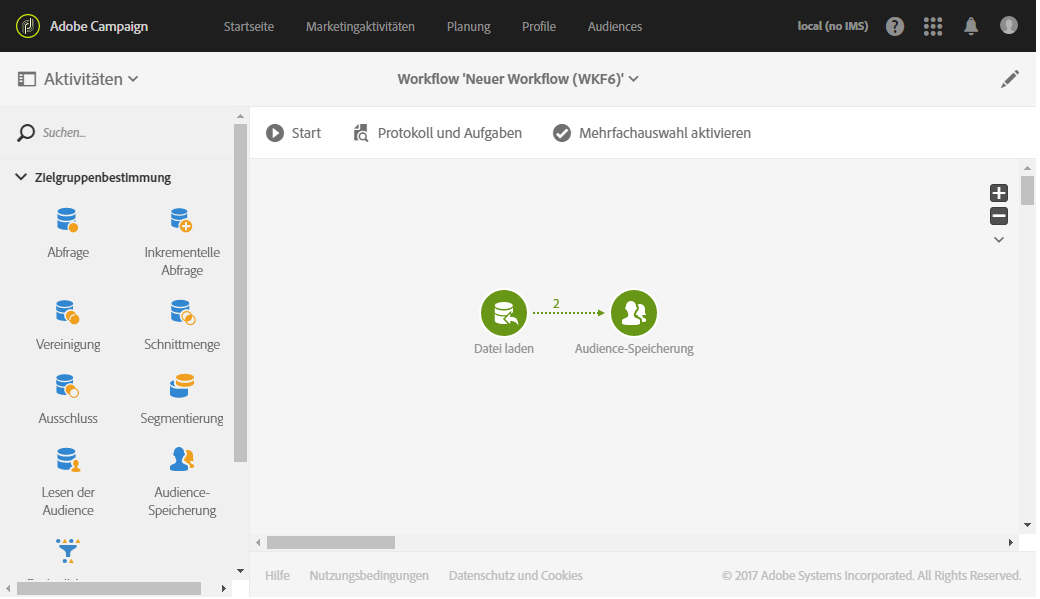 Adobe Campaign
Startseite
Marketingaktivitäten
Planung
Profile
Audiences
local (no IMS)
?
Aktivitäten
Workflow 'Neuer Workflow (WKF6)'
Suchen...
Start
Protokoll und Aufgaben
Mehrfachauswahl aktivieren
Zielgruppenbestimmung
Abfrage
Inkrementelle
Abfrage
Vereinigung
Schnittmenge
Ausschluss
Segmentierung
Lesen der
Audience
Audience-
Speicherung
2
Datei laden
Audience-Speicherung
Hilfe
Nutzungsbedingungen
Datenschutz und Cookies
© 2017 Adobe Systems Incorporated. All Rights Reserved.